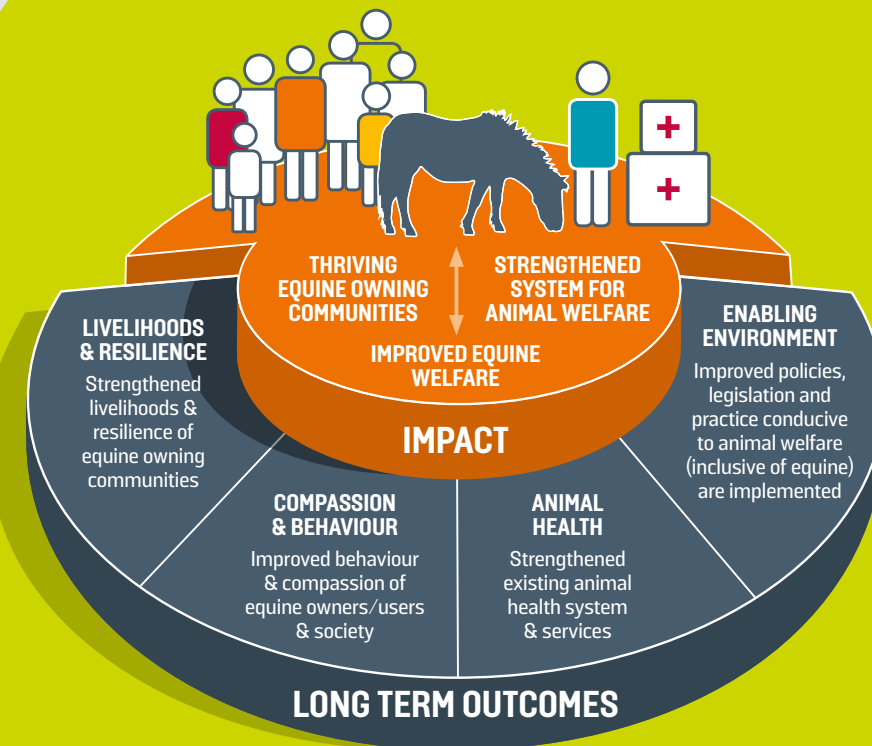 THRIVING
EQUINE OWNING
COMMUNITIES
STRENGTHENED
SYSTEM FOR
ANIMAL WELFARE
IMPROVED EQUINE
WELFARE
IMPACT
LIVELIHOODS
& RESILIENCE
Strengthened
livelihoods &
resilience of
equine owning
communities
COMPASSION
& BEHAVIOUR
Improved behaviour
& compassion of
equine owners/users
& society
ANIMAL
HEALTH
Strengthened
existing animal
health system
& services
ENABLING
ENVIRONMENT
Improved policies,
legislation and
practice conducive
to animal welfare
(inclusive of equine)
are implemented
LONG TERM OUTCOMES